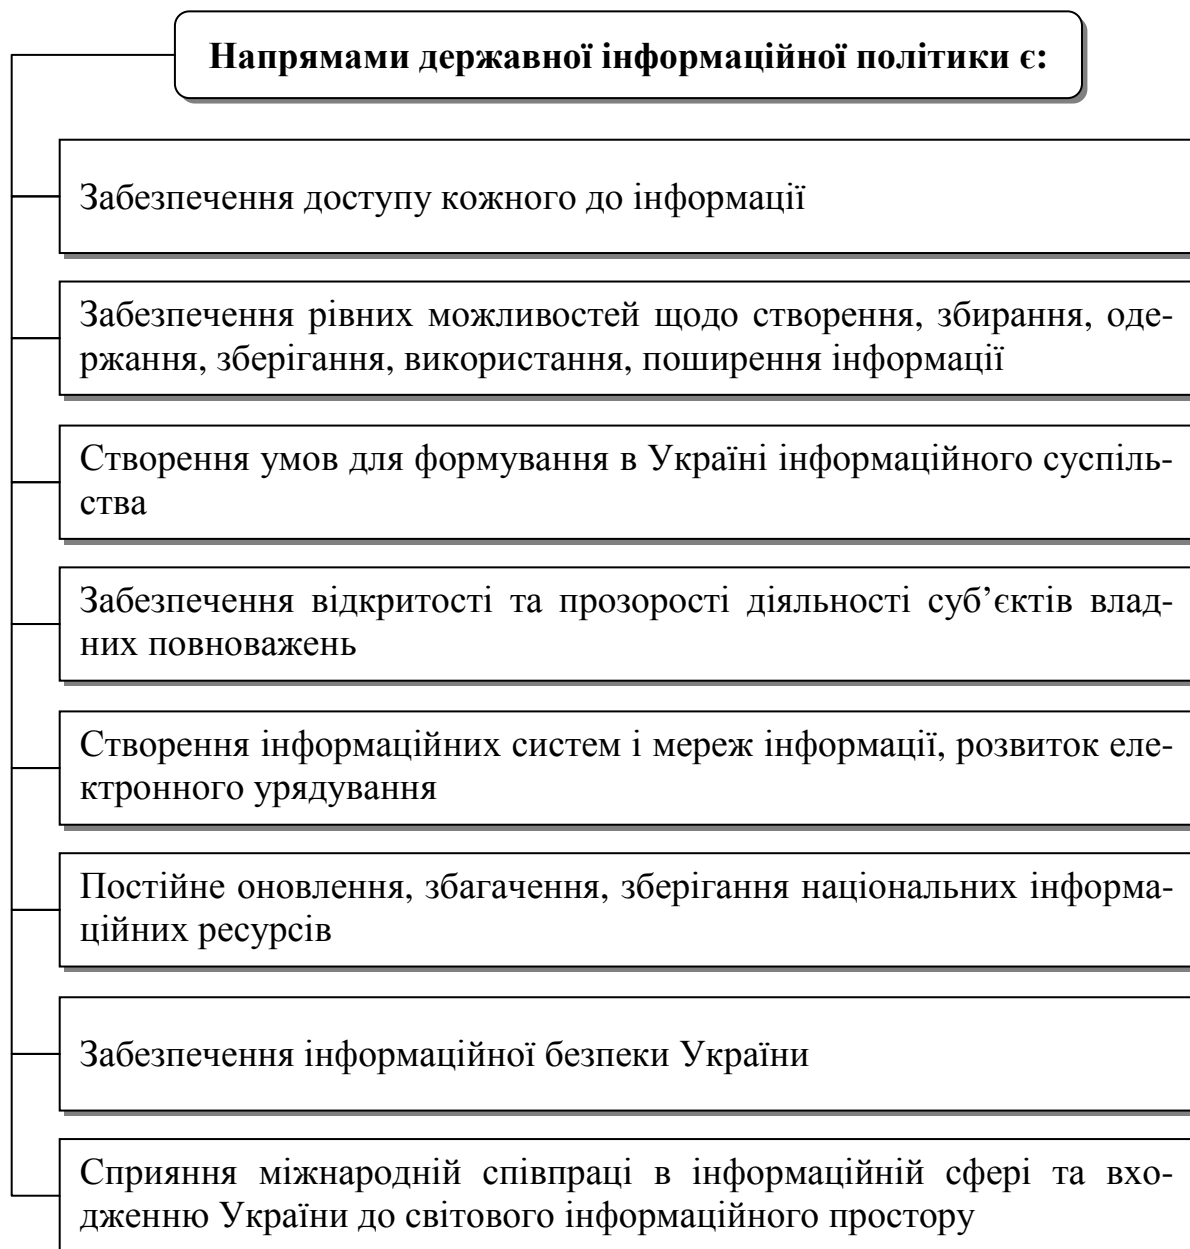 Напрямами державної інформаційної політики є:
Забезпечення доступу кожного до інформації
Забезпечення рівних можливостей щодо створення, збирання, оде-
ржання, зберігання, використання, поширення інформації
Створення умов для формування в Україні інформаційного суспіль-
ства
Забезпечення відкритості та прозорості діяльності суб’єктів влад-
них повноважень
Створення інформаційних систем і мереж інформації, розвиток еле-
ктронного урядування
Постійне оновлення, збагачення, зберігання національних інформа-
ційних ресурсів
Забезпечення інформаційної безпеки України
Сприяння міжнародній співпраці в інформаційній сфері та вхо-
дженню України до світового інформаційного простору